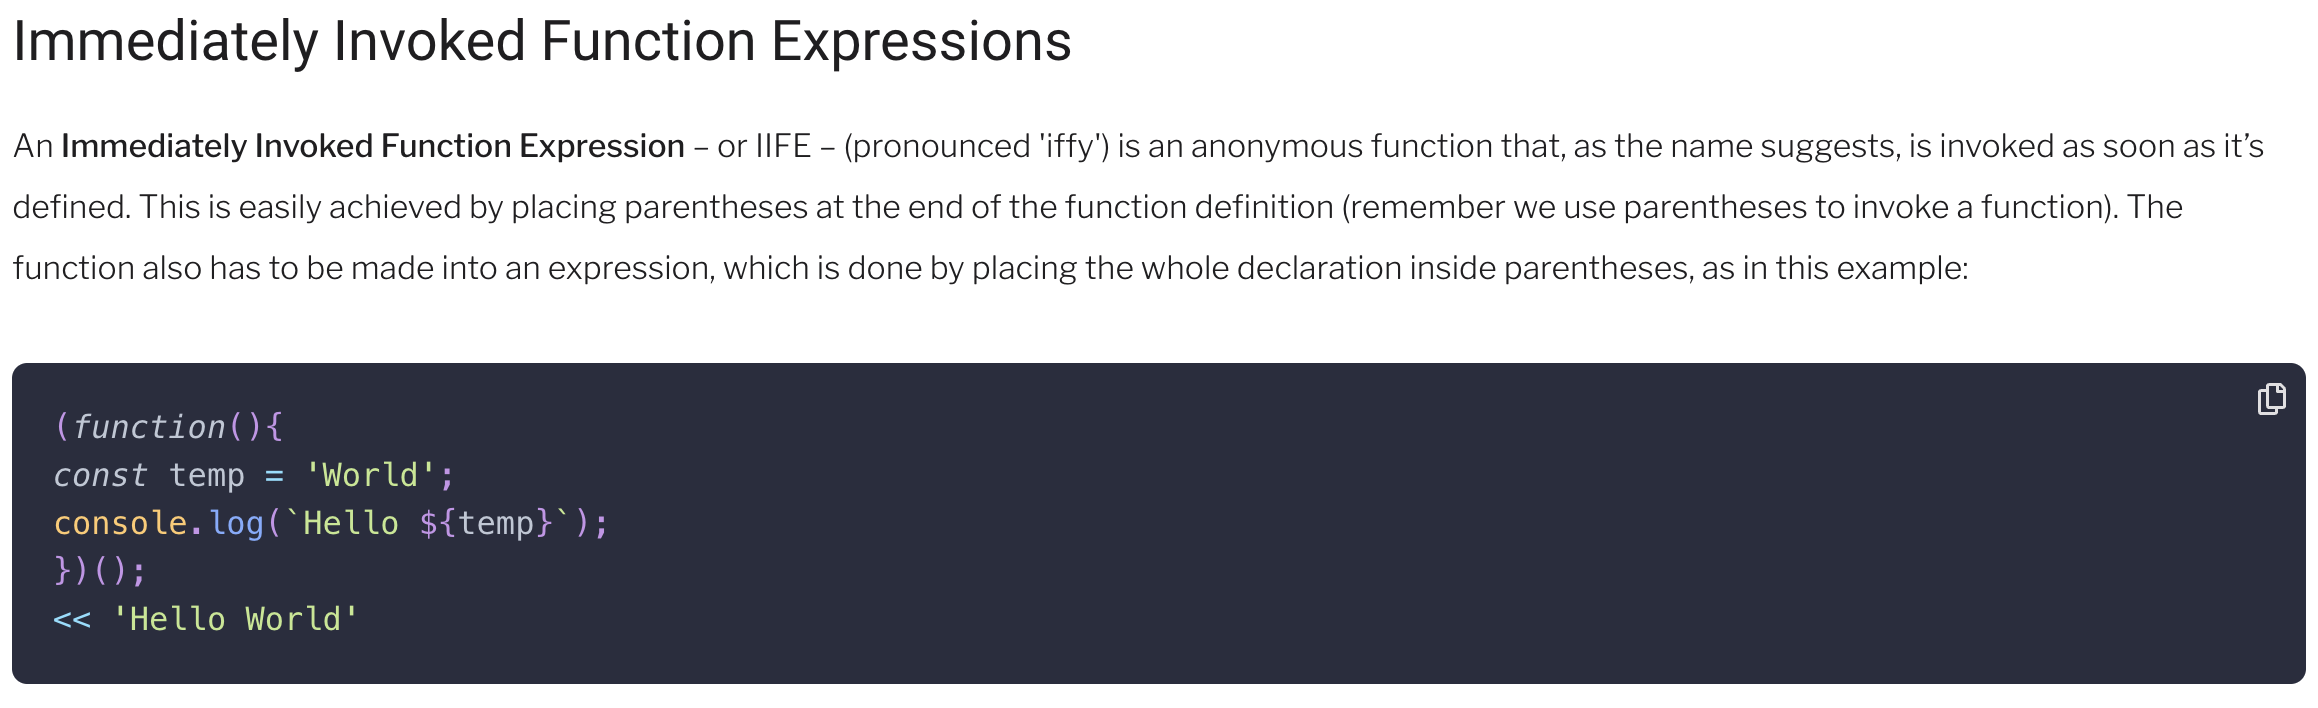 Immediately Invoked Function Expressions
An Immediately Invoked Function Expression – or IIFE – (pronounced 'iffy') is an anonymous function that, as the name suggests, is invoked as soon as it’s
defined. This is easily achieved by placing parentheses at the end of the function definition (remember we use parentheses to invoke a function). The
function also has to be made into an expression, which is done by placing the whole declaration inside parentheses, as in this example:
(function(){
const temp = 'World';
console.log(`Hello ${temp}`);
})();
<< 'Hello World'